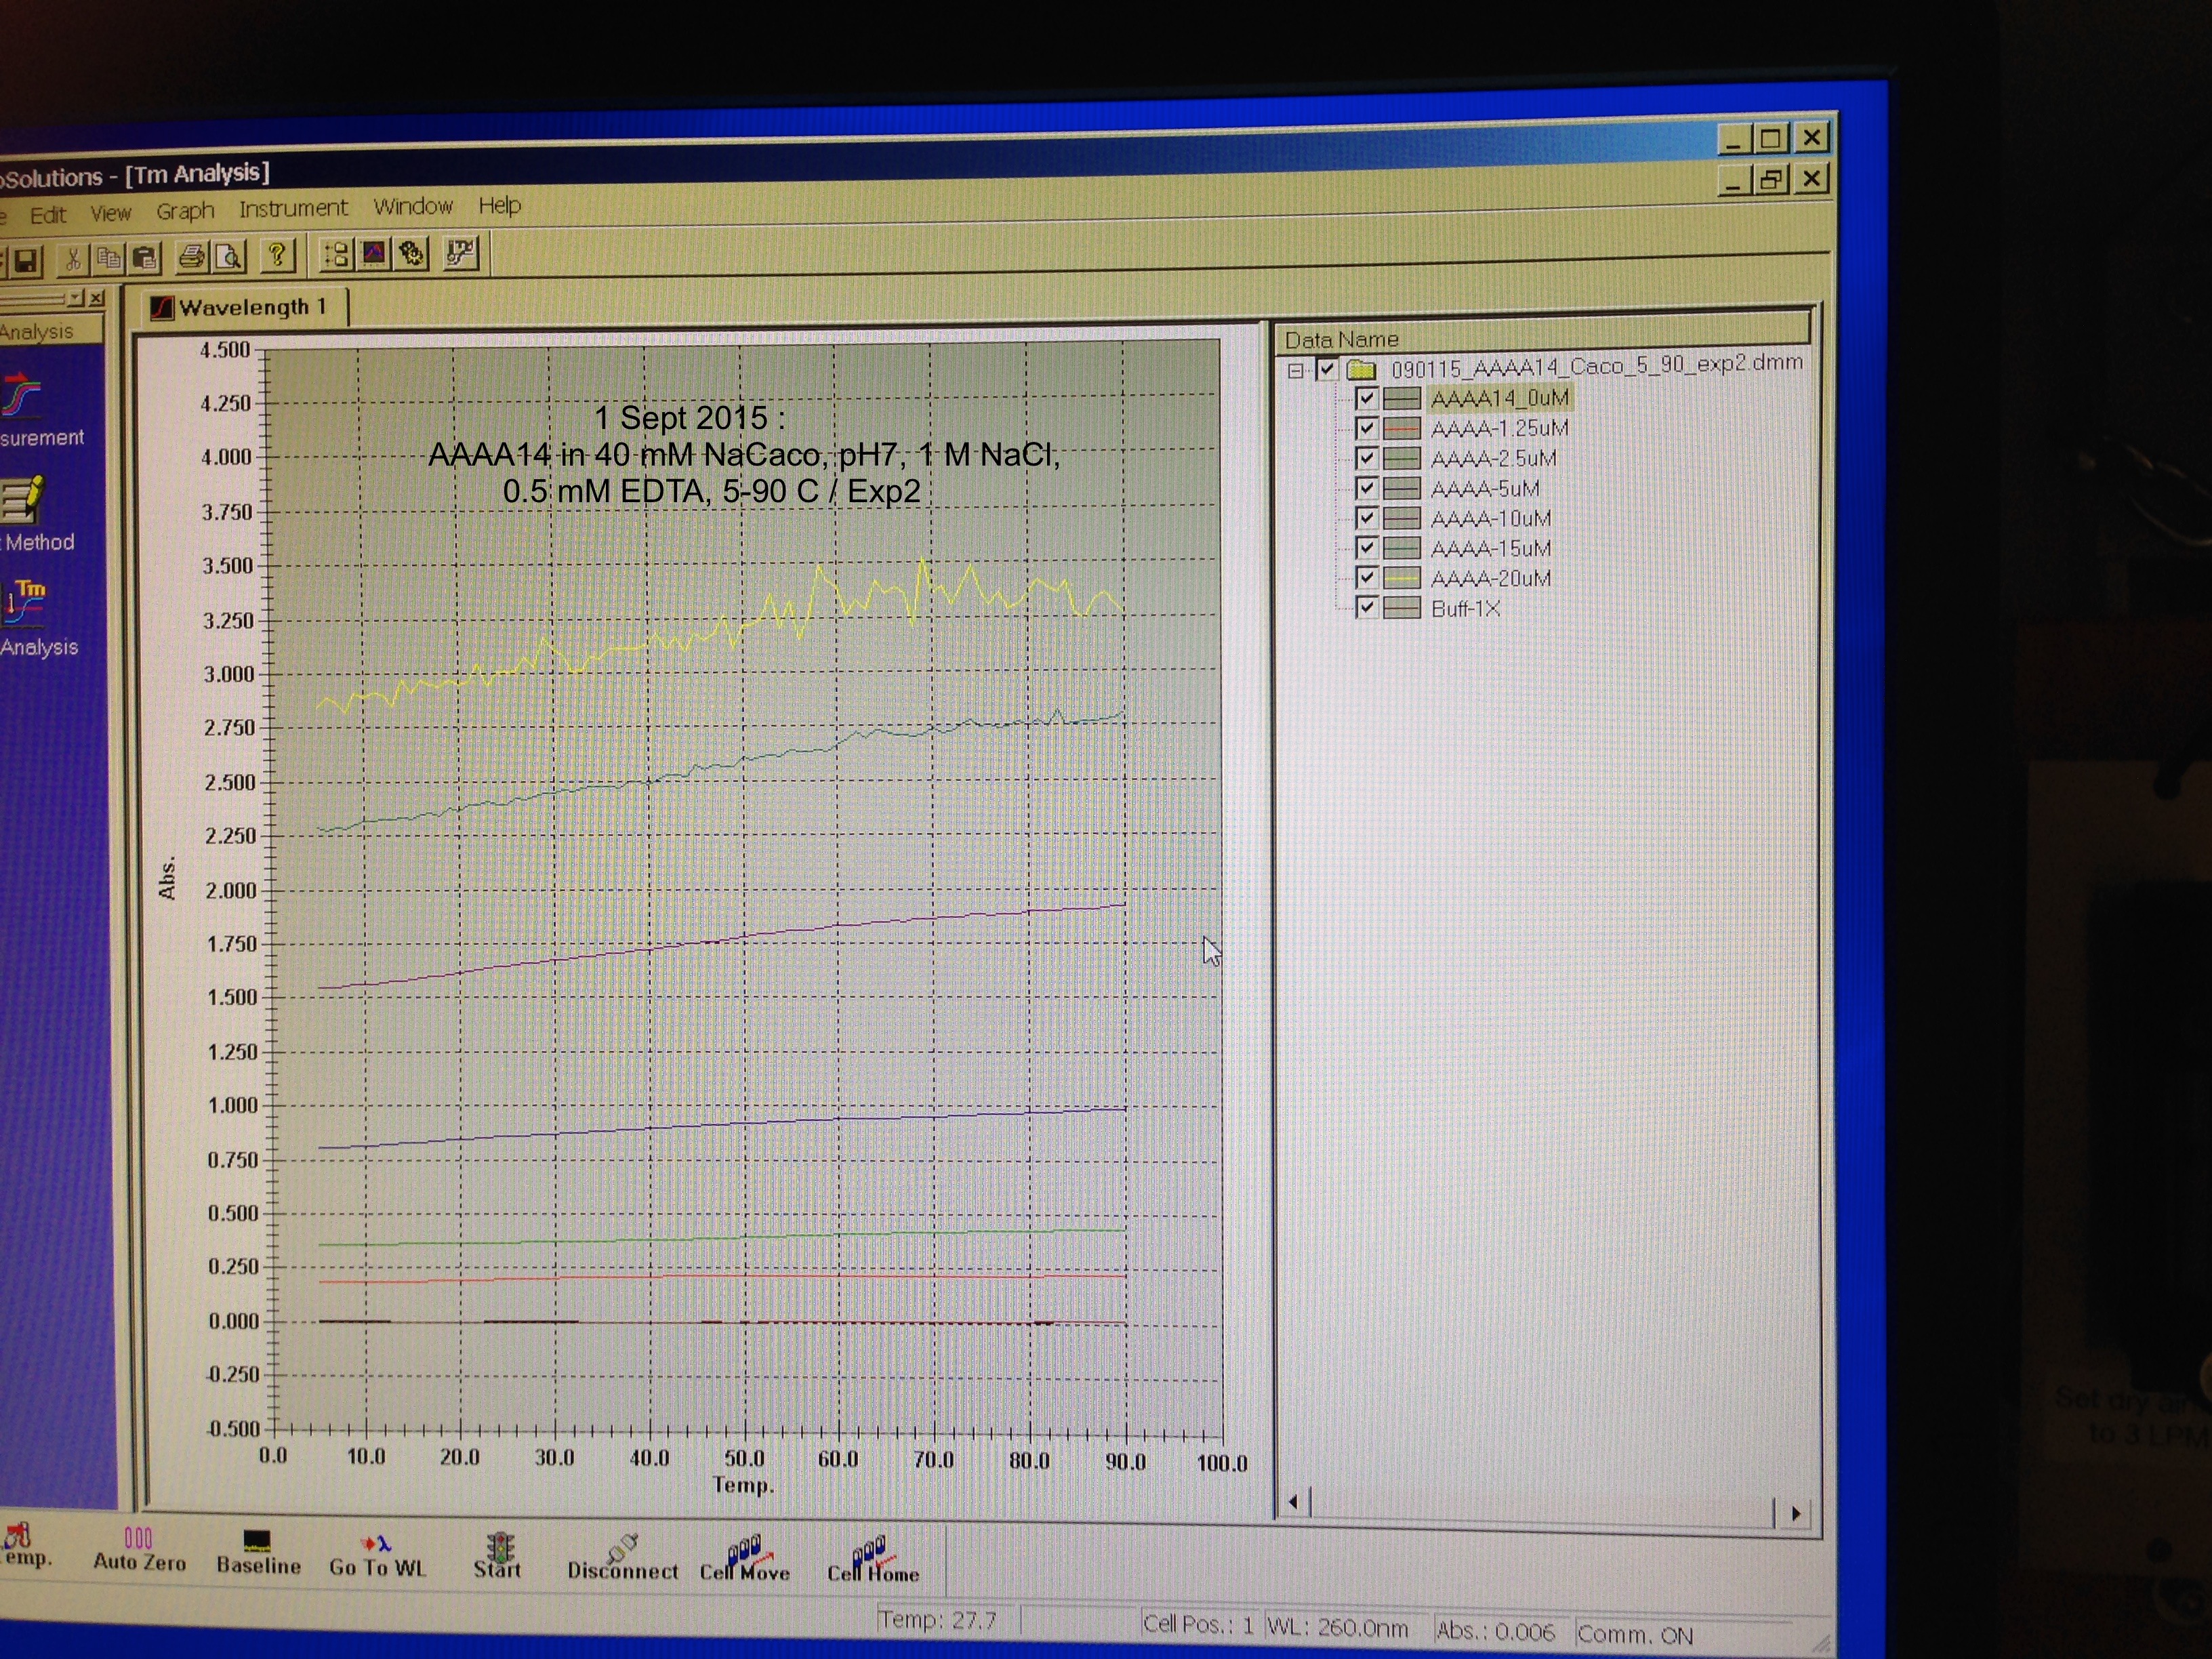 oSolutions - [Tm Analysis]
e Edit View Graph Instrument Window Help
Analysis
surement
Method
Tm
Analysis
Wavelength 1
4.500
4.250
4.000
3.750
3.500
3.250
3.000
2.750
2.500
2.250
2.000
1.750
1.500
1.250
1.000
0.750
0.500
0.250
0.000
-0.250
-0.500
Abs.
1 Sept 2015 :
AAAA14 in 40 mM NaCaco, pH7, 1 M NaCl,
0.5 mM EDTA, 5-90 C / Exp2
0.0 10.0 20.0 30.0 40.0 50.0 60.0 70.0 80.0 90.0 100.0
Temp.
Data Name
090115_AAAA14_Caco_5_90_exp2.dmm
AAAA14_0uM
AAAA-1.25uM
AAAA-2.5uM
AAAA-5uM
AAAA-10uM
AAAA-15uM
AAAA-20uM
Buff-1X
emp. Auto Zero Baseline Go To WL Start Disconnect Cell Move Cell Home
Temp: 27.7 Cell Pos.: 1 WL: 260.0nm Abs.: 0.006 Comm. ON
Set dry air
to 3 LPM